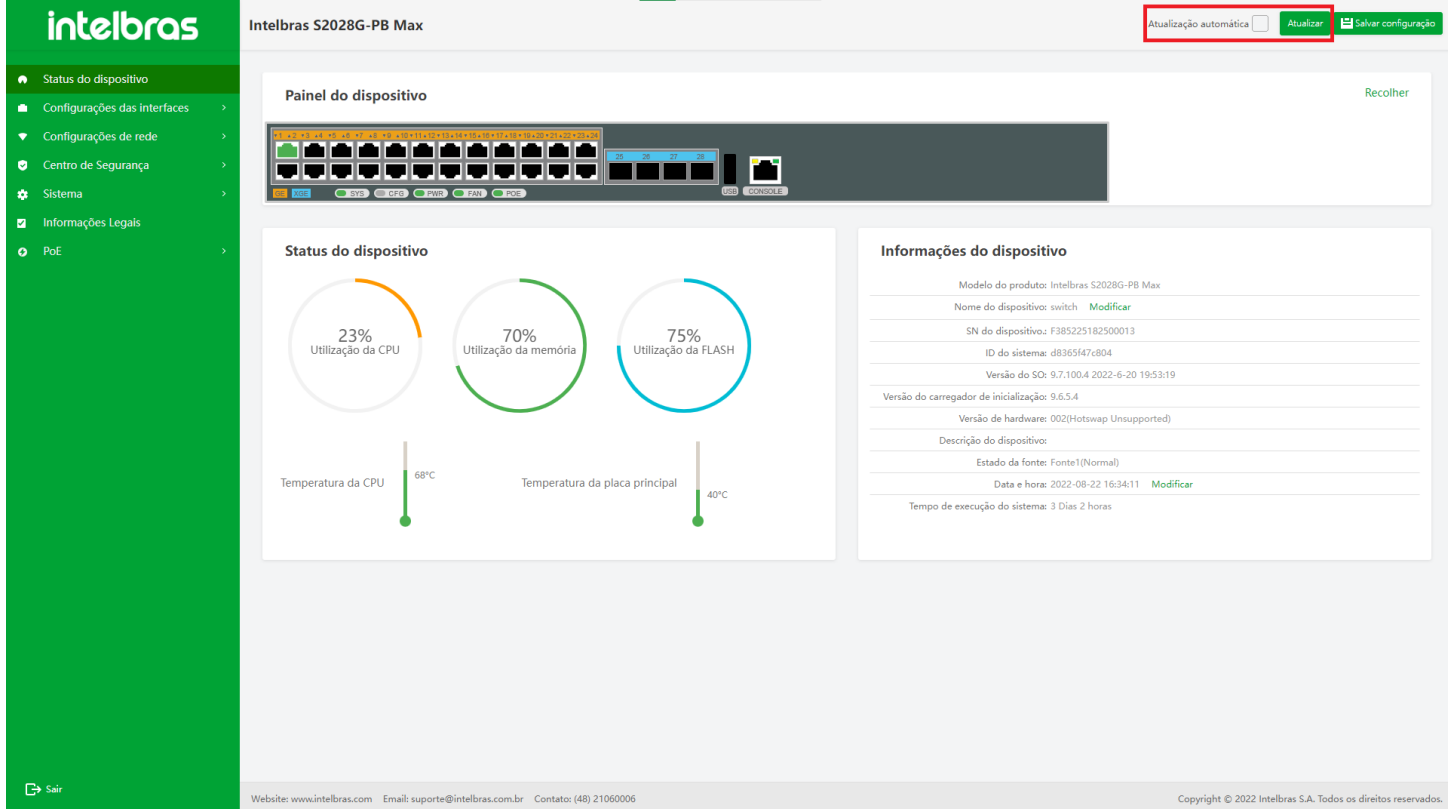 intelbras
Intelbras S2028G-PB Max
Atualização automática
Atualizar
Salvar configuração
Status do dispositivo
Configurações das interfaces
Configurações de rede
Centro de Segurança
Sistema
Informações Legais
PoE
Sair
Painel do dispositivo
Recolher
1 2 3 4 5 6 7 8 9 10 11 12 13 14 15 16 17 18 19 20 21 22 23 24
25 26 27 28
GE XGE SYS CFG PWR FAN POE USB CONSOLE
Status do dispositivo
23%
Utilização da CPU
70%
Utilização da memória
75%
Utilização da FLASH
Temperatura da CPU
68°C
Temperatura da placa principal
40°C
Informações do dispositivo
Modelo do produto: Intelbras S2028G-PB Max
Nome do dispositivo: switch Modificar
SN do dispositivo.: F385225182500013
ID do sistema: d8365f47c804
Versão do SO: 9.7.100.4 2022-6-20 19:53:19
Versão do carregador de inicialização: 9.6.5.4
Versão de hardware: 002(Hotswap Unsupported)
Descrição do dispositivo:
Estado da fonte: Fonte1(Normal)
Data e hora: 2022-08-22 16:34:11 Modificar
Tempo de execução do sistema: 3 Dias 2 horas
Website: www.intelbras.com Email: suporte@intelbras.com.br Contato: (48) 21060006
Copyright © 2022 Intelbras S.A. Todos os direitos reservados.